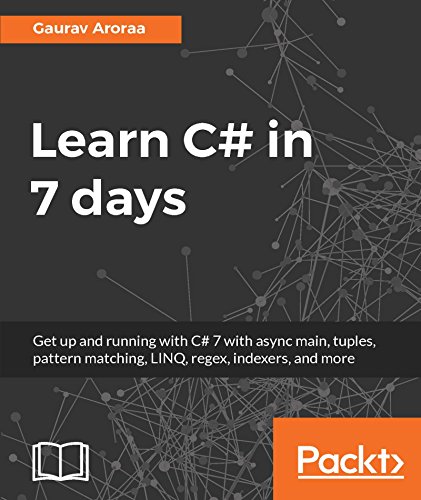 Gaurav Aroraa
Learn C# in
7 days
Get up and running with C# 7 with async main, tuples,
pattern matching, LINQ, regex, indexers, and more
Packt>